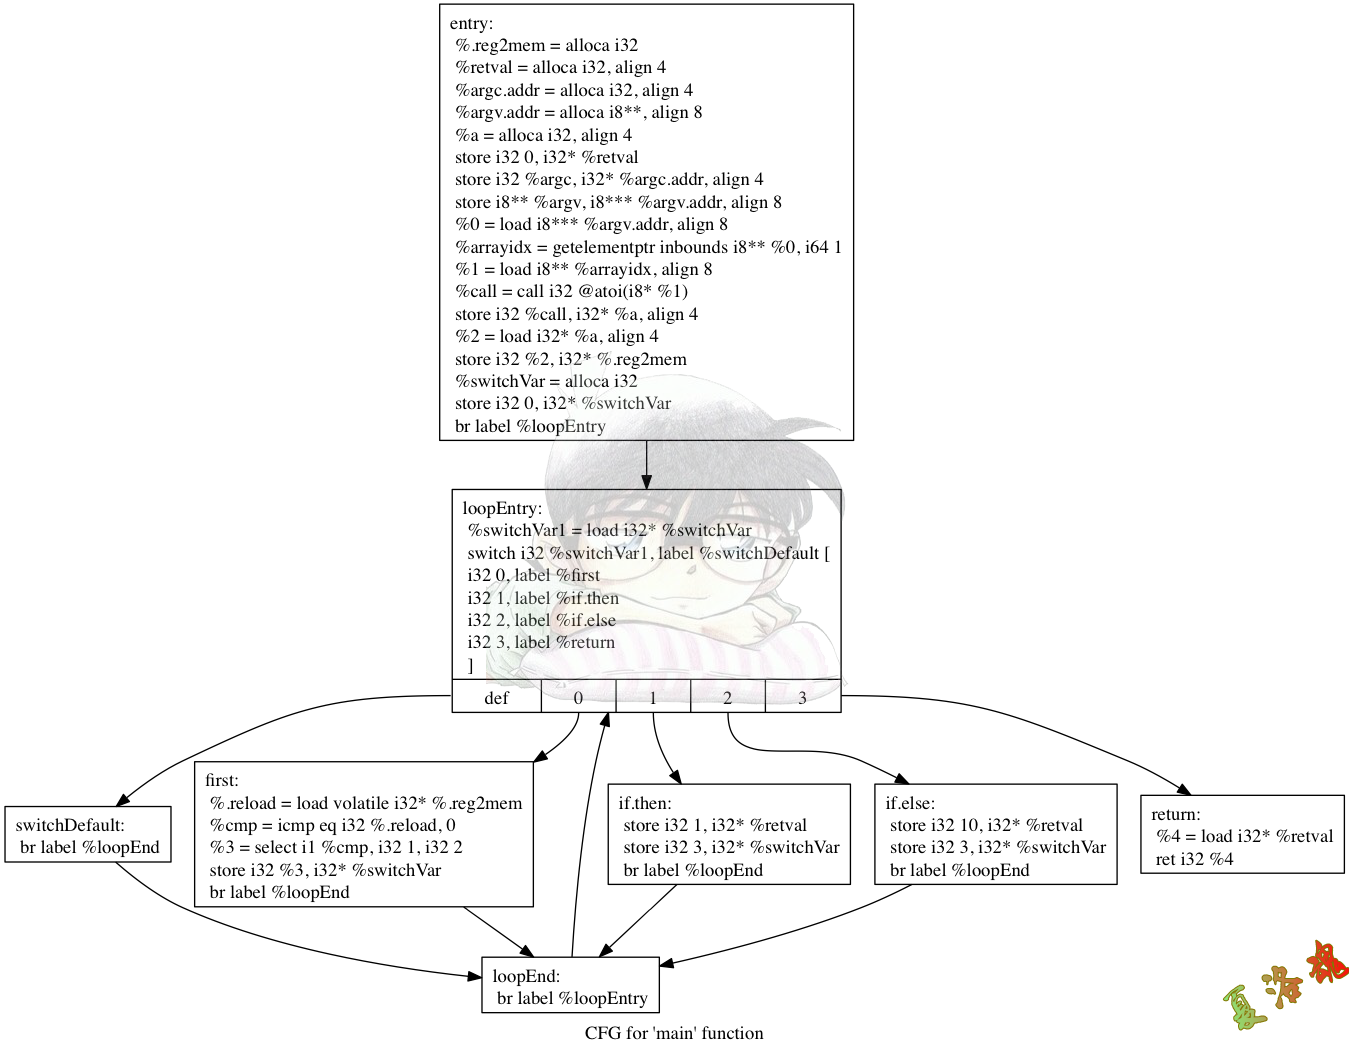 entry:
%.reg2mem = alloca i32
%retval = alloca i32, align 4
%argc.addr = alloca i32, align 4
%argv.addr = alloca i8**, align 8
%a = alloca i32, align 4
store i32 0, i32* %retval
store i32 %argc, i32* %argc.addr, align 4
store i8** %argv, i8*** %argv.addr, align 8
%0 = load i8*** %argv.addr, align 8
%arrayidx = getelementptr inbounds i8** %0, i64 1
%1 = load i8** %arrayidx, align 8
%call = call i32 @atoi(i8* %1)
store i32 %call, i32* %a, align 4
%2 = load i32* %a, align 4
store i32 %2, i32* %.reg2mem
%switchVar = alloca i32
store i32 0, i32* %switchVar
br label %loopEntry
loopEntry:
%switchVar1 = load i32* %switchVar
switch i32 %switchVar1, label %switchDefault [
i32 0, label %first
i32 1, label %if.then
i32 2, label %if.else
i32 3, label %return
]
def 0 1 2 3
switchDefault:
br label %loopEnd
first:
%.reload = load volatile i32* %.reg2mem
%cmp = icmp eq i32 %.reload, 0
%3 = select i1 %cmp, i32 1, i32 2
store i32 %3, i32* %switchVar
br label %loopEnd
if.then:
store i32 1, i32* %retval
store i32 3, i32* %switchVar
br label %loopEnd
if.else:
store i32 10, i32* %retval
store i32 3, i32* %switchVar
br label %loopEnd
return:
%4 = load i32* %retval
ret i32 %4
loopEnd:
br label %loopEntry
CFG for 'main' function
夏洛魂